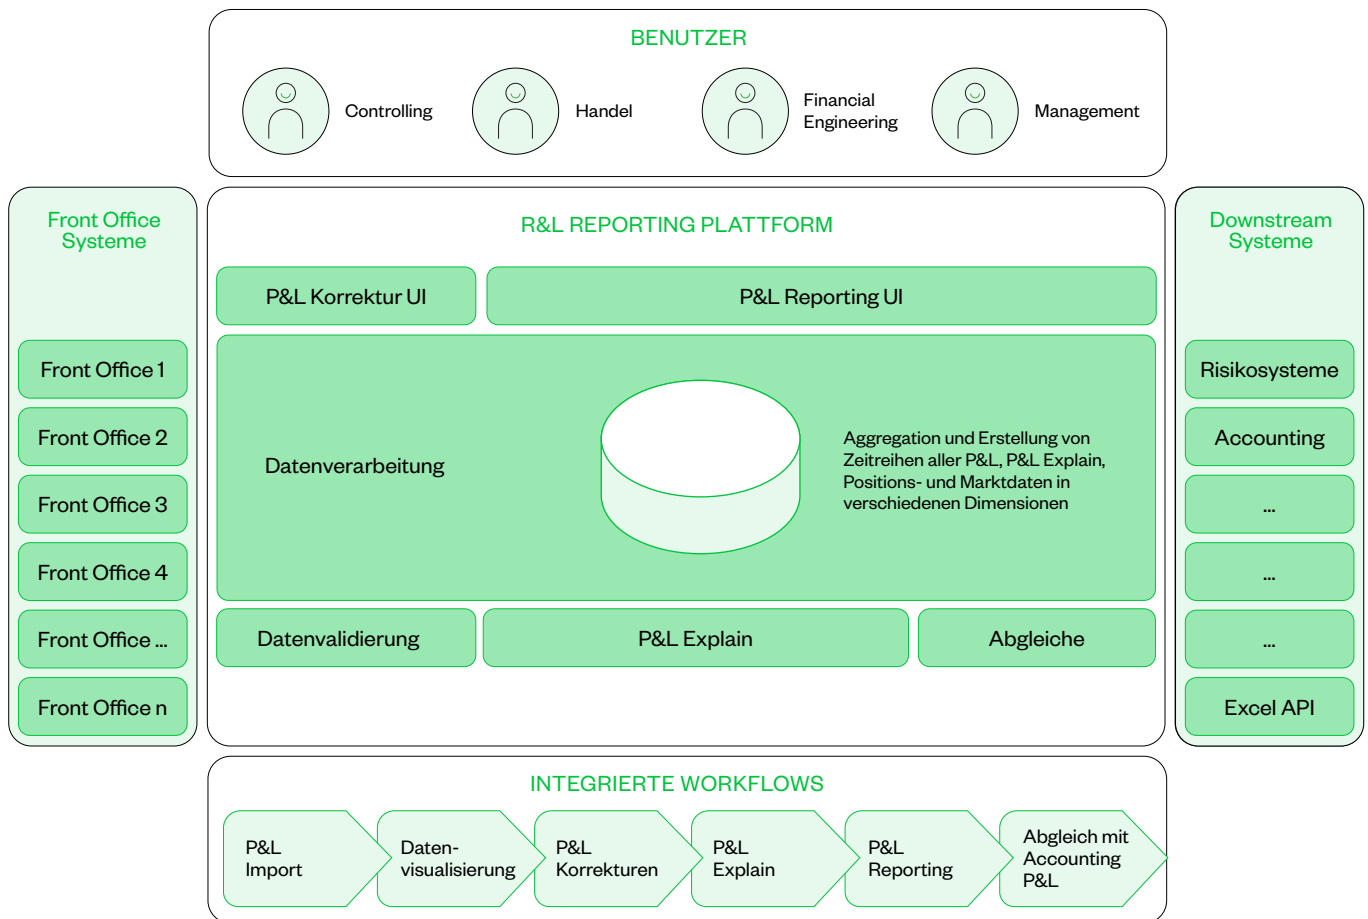 BENUTZER
Controlling
Handel
Financial
Engineering
Management
Front Office
Systeme
Front Office 1
Front Office 2
Front Office 3
Front Office 4
Front Office ...
Front Office n
R&L REPORTING PLATTFORM
P&L Korrektur UI
P&L Reporting UI
Datenverarbeitung
Aggregation und Erstellung von
Zeitreihen aller P&L, P&L Explain,
Positions- und Marktdaten in
verschiedenen Dimensionen
Datenvalidierung
P&L Explain
Abgleiche
Downstream
Systeme
Risikosysteme
Accounting
...
...
...
Excel API
INTEGRIERTE WORKFLOWS
P&L
Import
Daten-
visualisierung
P&L
Korrekturen
P&L
Explain
P&L
Reporting
Abgleich mit
Accounting
P&L